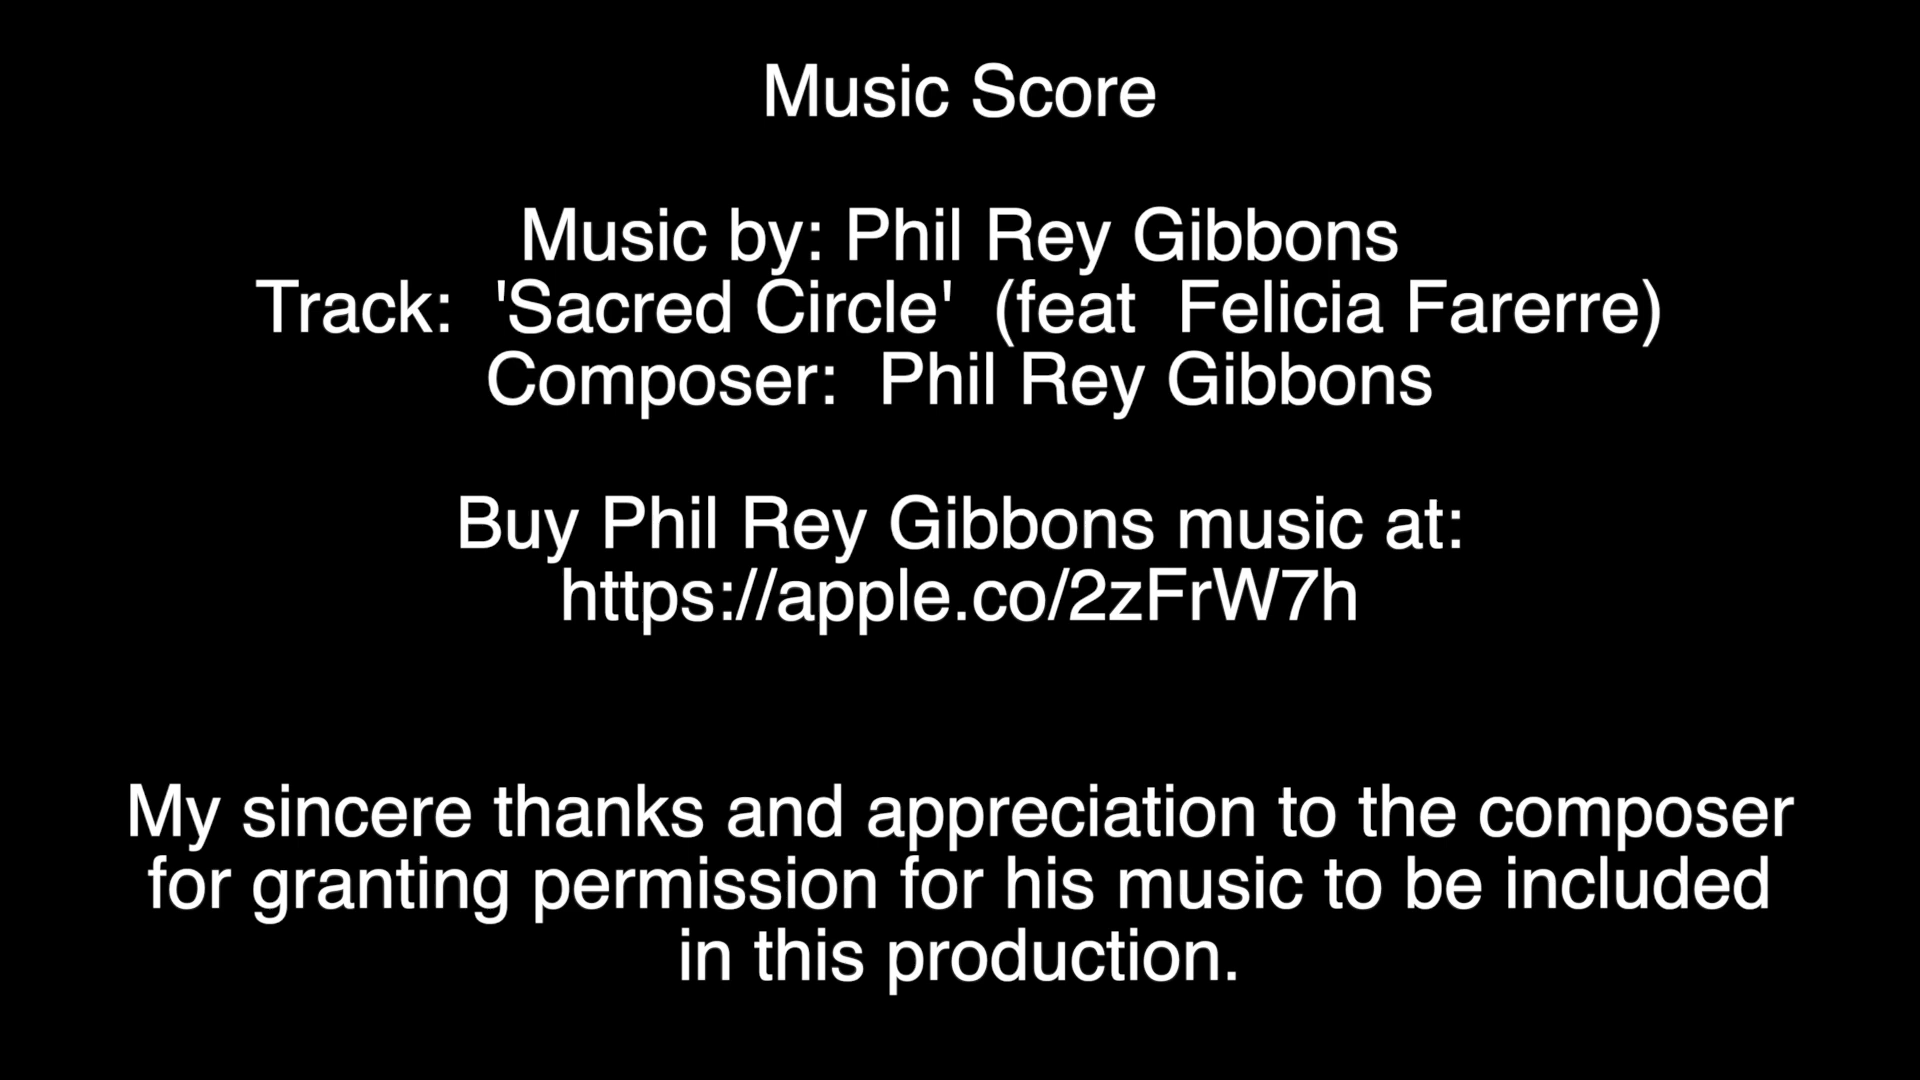 Music Score
Music by: Phil Rey Gibbons
Track:  'Sacred Circle'  (feat  Felicia Farerre)
Composer:  Phil Rey Gibbons
Buy Phil Rey Gibbons music at:
https://apple.co/2zFrW7h
My sincere thanks and appreciation to the composer
for granting permission for his music to be included
in this production.